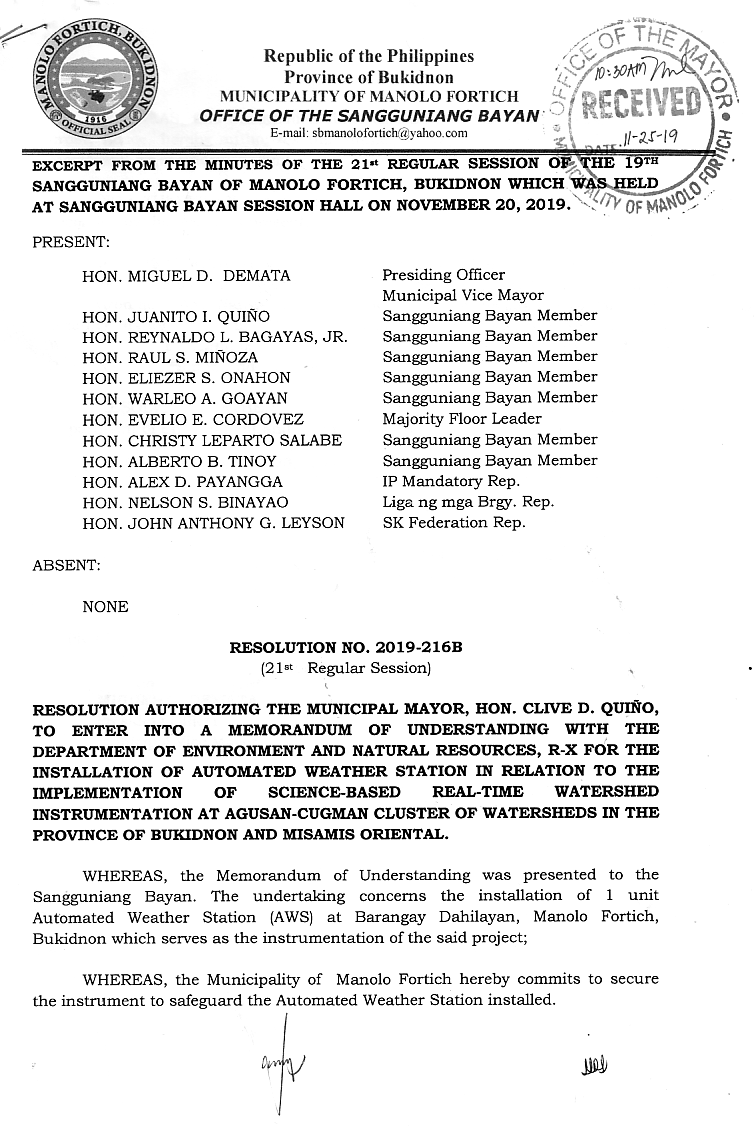 MANOLO FORTICH, BUKIDNON
1916
OFFICIAL SEAL
Republic of the Philippines
Province of Bukidnon
MUNICIPALITY OF MANOLO FORTICH
OFFICE OF THE SANGGUNIANG BAYAN
E-mail: sbmanolofortich@yahoo.com
OFFICE OF THE MAYOR
10:30AM
RECEIVED
DATE 11-25-19
MUNICIPALITY OF MANOLO FORTICH
EXCERPT FROM THE MINUTES OF THE 21st REGULAR SESSION OF THE 19TH
SANGGUNIANG BAYAN OF MANOLO FORTICH, BUKIDNON WHICH WAS HELD
AT SANGGUNIANG BAYAN SESSION HALL ON NOVEMBER 20, 2019.
PRESENT:
HON. MIGUEL D. DEMATA Presiding Officer
Municipal Vice Mayor
HON. JUANITO I. QUIÑO Sangguniang Bayan Member
HON. REYNALDO L. BAGAYAS, JR. Sangguniang Bayan Member
HON. RAUL S. MIÑOZA Sangguniang Bayan Member
HON. ELIEZER S. ONAHON Sangguniang Bayan Member
HON. WARLEO A. GOAYAN Sangguniang Bayan Member
HON. EVELIO E. CORDOVEZ Majority Floor Leader
HON. CHRISTY LEPARTO SALABE Sangguniang Bayan Member
HON. ALBERTO B. TINOY Sangguniang Bayan Member
HON. ALEX D. PAYANGGA IP Mandatory Rep.
HON. NELSON S. BINAYAO Liga ng mga Brgy. Rep.
HON. JOHN ANTHONY G. LEYSON SK Federation Rep.
ABSENT:
NONE
RESOLUTION NO. 2019-216B
(21st Regular Session)
RESOLUTION AUTHORIZING THE MUNICIPAL MAYOR, HON. CLIVE D. QUIÑO,
TO ENTER INTO A MEMORANDUM OF UNDERSTANDING WITH THE
DEPARTMENT OF ENVIRONMENT AND NATURAL RESOURCES, R-X FOR THE
INSTALLATION OF AUTOMATED WEATHER STATION IN RELATION TO THE
IMPLEMENTATION OF SCIENCE-BASED REAL-TIME WATERSHED
INSTRUMENTATION AT AGUSAN-CUGMAN CLUSTER OF WATERSHEDS IN THE
PROVINCE OF BUKIDNON AND MISAMIS ORIENTAL.
WHEREAS, the Memorandum of Understanding was presented to the
Sangguniang Bayan. The undertaking concerns the installation of 1 unit
Automated Weather Station (AWS) at Barangay Dahilayan, Manolo Fortich,
Bukidnon which serves as the instrumentation of the said project;
WHEREAS, the Municipality of Manolo Fortich hereby commits to secure
the instrument to safeguard the Automated Weather Station installed.